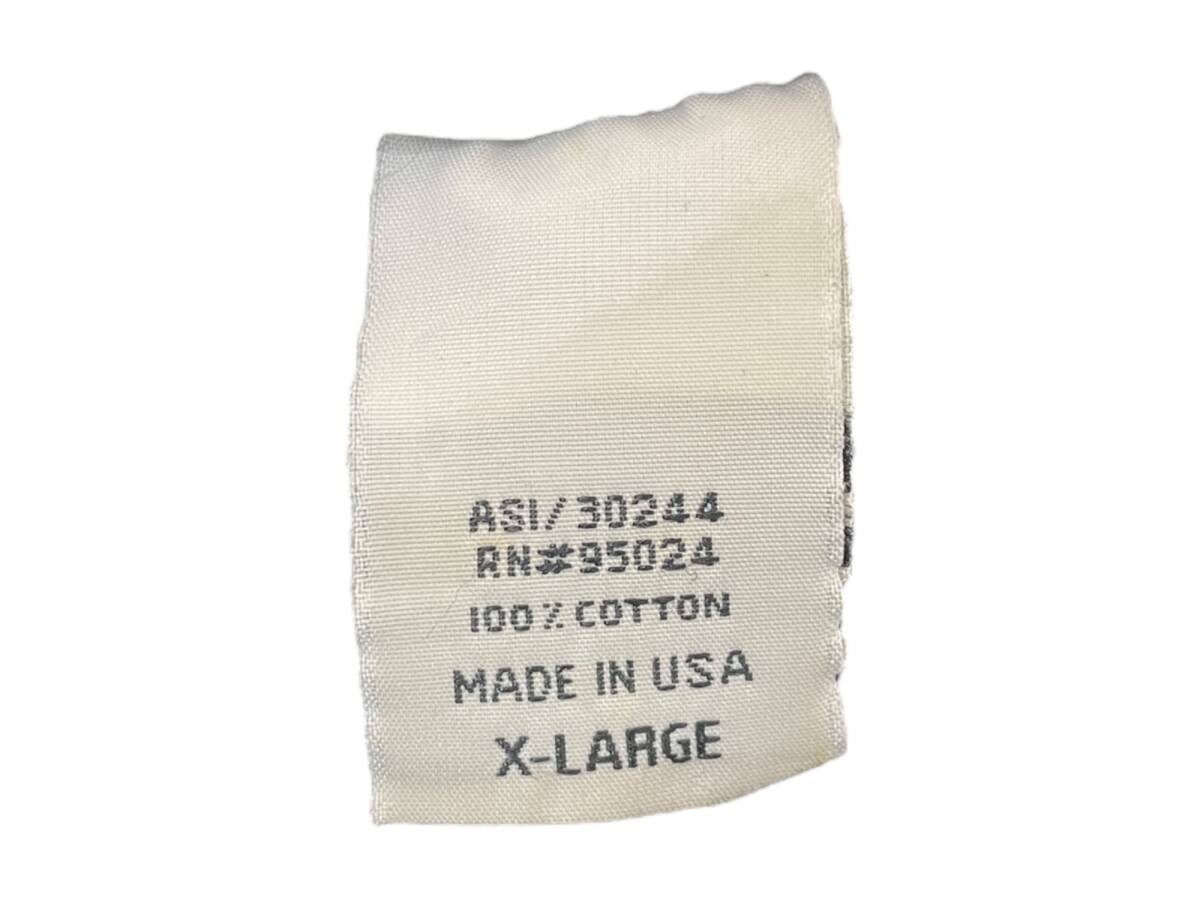 ASI/30244
RN#95024
100% COTTON
MADE IN USA
X-LARGE